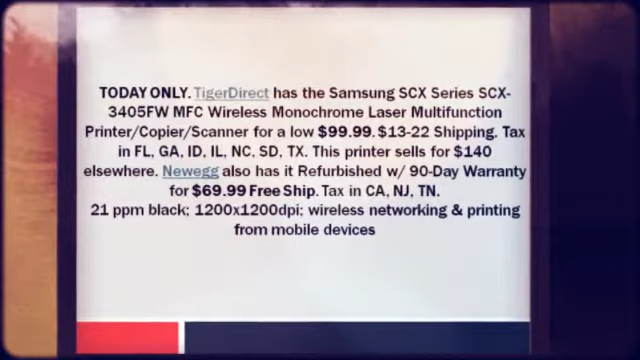 TODAY ONLY. TigerDirect has the Samsung SCX Series SCX-
3405FW MFC Wireless Monochrome Laser Multifunction
Printer/Copier/Scanner for a low $99.99. $13-22 Shipping. Tax
in FL, GA, ID, IL, NC, SD, TX. This printer sells for $140
elsewhere. Newegg also has it Refurbished w/ 90-Day Warranty
for $69.99 Free Ship. Tax in CA, NJ, TN.
21 ppm black; 1200x1200dpi; wireless networking & printing
from mobile devices